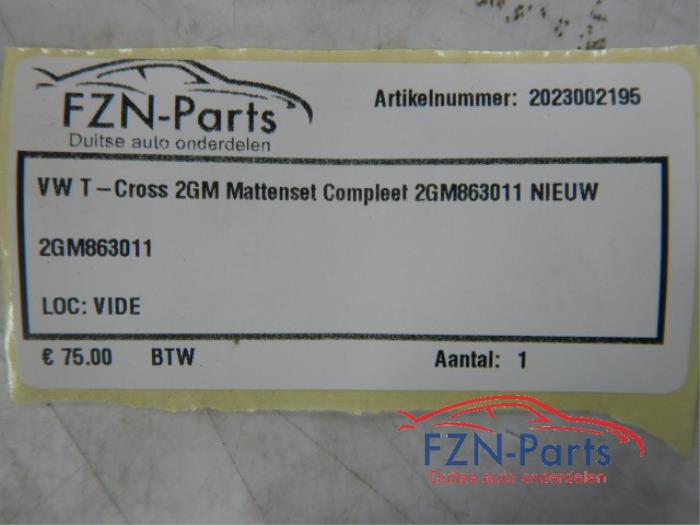 FZN-Parts
Duitse auto onderdelen
Artikelnummer: 2023002195
VW T-Cross 2GM Mattenset Compleet 2GM863011 NIEUW
2GM863011
LOC: VIDE
€ 75.00 BTW Aantal: 1
FZN-Parts
Duitse auto onderdelen